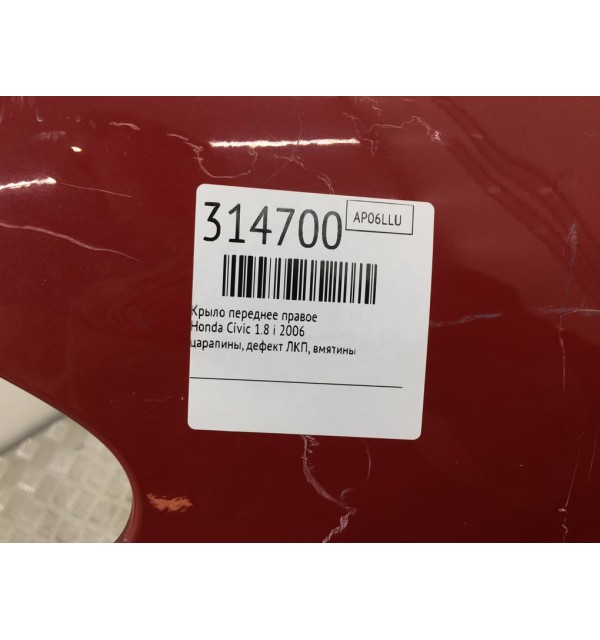 314700
AP06LLU
Крыло переднее правое
Honda Civic 1.8 i 2006
царапины, дефект ЛКП, вмятины